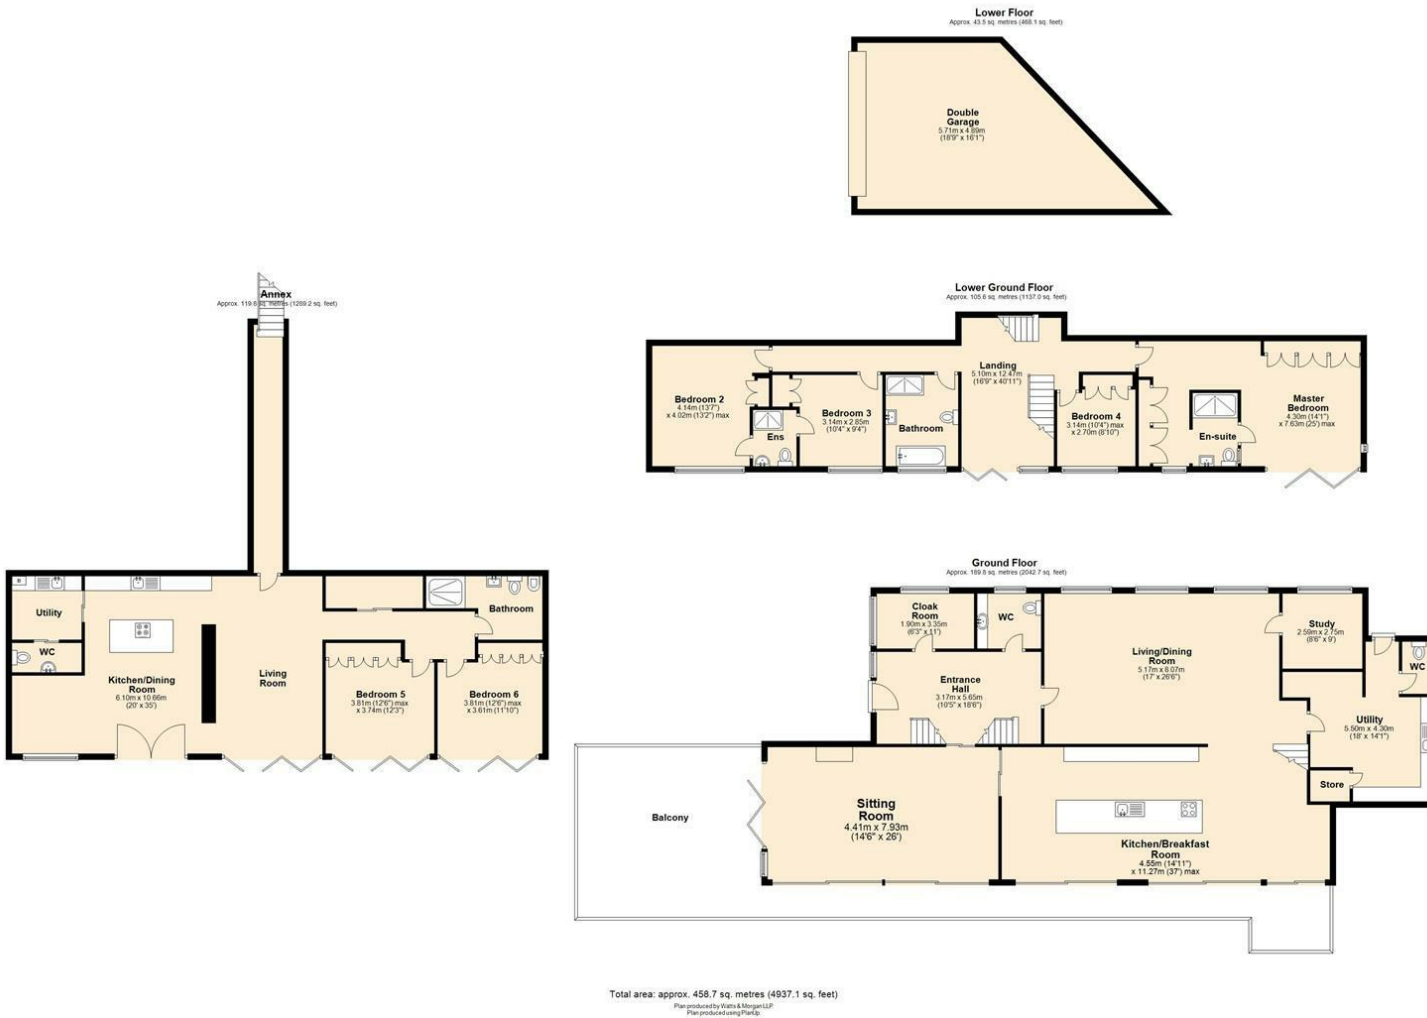 Lower Floor
Approx. 43.5 sq. metres (468.1 sq. feet)
Double
Garage
5.71m x 4.89m
(18'9" x 16'1")
Annex
Approx. 119.8 sq. metres (1289.2 sq. feet)
Utility
WC
Kitchen/Dining
Room
6.10m x 10.66m
(20' x 35')
Living
Room
Bathroom
Bedroom 5
3.81m (12'6") max
x 3.74m (12'3")
Bedroom 6
3.81m (12'6") max
x 3.61m (11'10")
Lower Ground Floor
Approx. 105.6 sq. metres (1137.0 sq. feet)
Bedroom 2
4.14m (13'7")
x 4.02m (13'2") max
Ens
Bedroom 3
3.14m x 2.85m
(10'4" x 9'4")
Bathroom
Landing
5.10m x 12.47m
(16'9" x 40'11")
Bedroom 4
3.14m (10'4") max
x 2.70m (8'10")
En-suite
Master
Bedroom
4.30m (14'1")
x 7.63m (25') max
Ground Floor
Approx. 189.8 sq. metres (2042.7 sq. feet)
Cloak
Room
1.90m x 3.35m
(6'3" x 11')
WC
Entrance
Hall
3.17m x 5.65m
(10'5" x 18'6")
Living/Dining
Room
5.17m x 8.07m
(17' x 26'6")
Study
2.59m x 2.75m
(8'6" x 9')
WC
Utility
5.50m x 4.30m
(18' x 14'1")
Store
Balcony
Sitting
Room
4.41m x 7.93m
(14'6" x 26')
Kitchen/Breakfast
Room
4.55m (14'11")
x 11.27m (37') max
Total area: approx. 458.7 sq. metres (4937.1 sq. feet)
Plan produced by Watts & Morgan LLP
Plan produced using PlanUp.